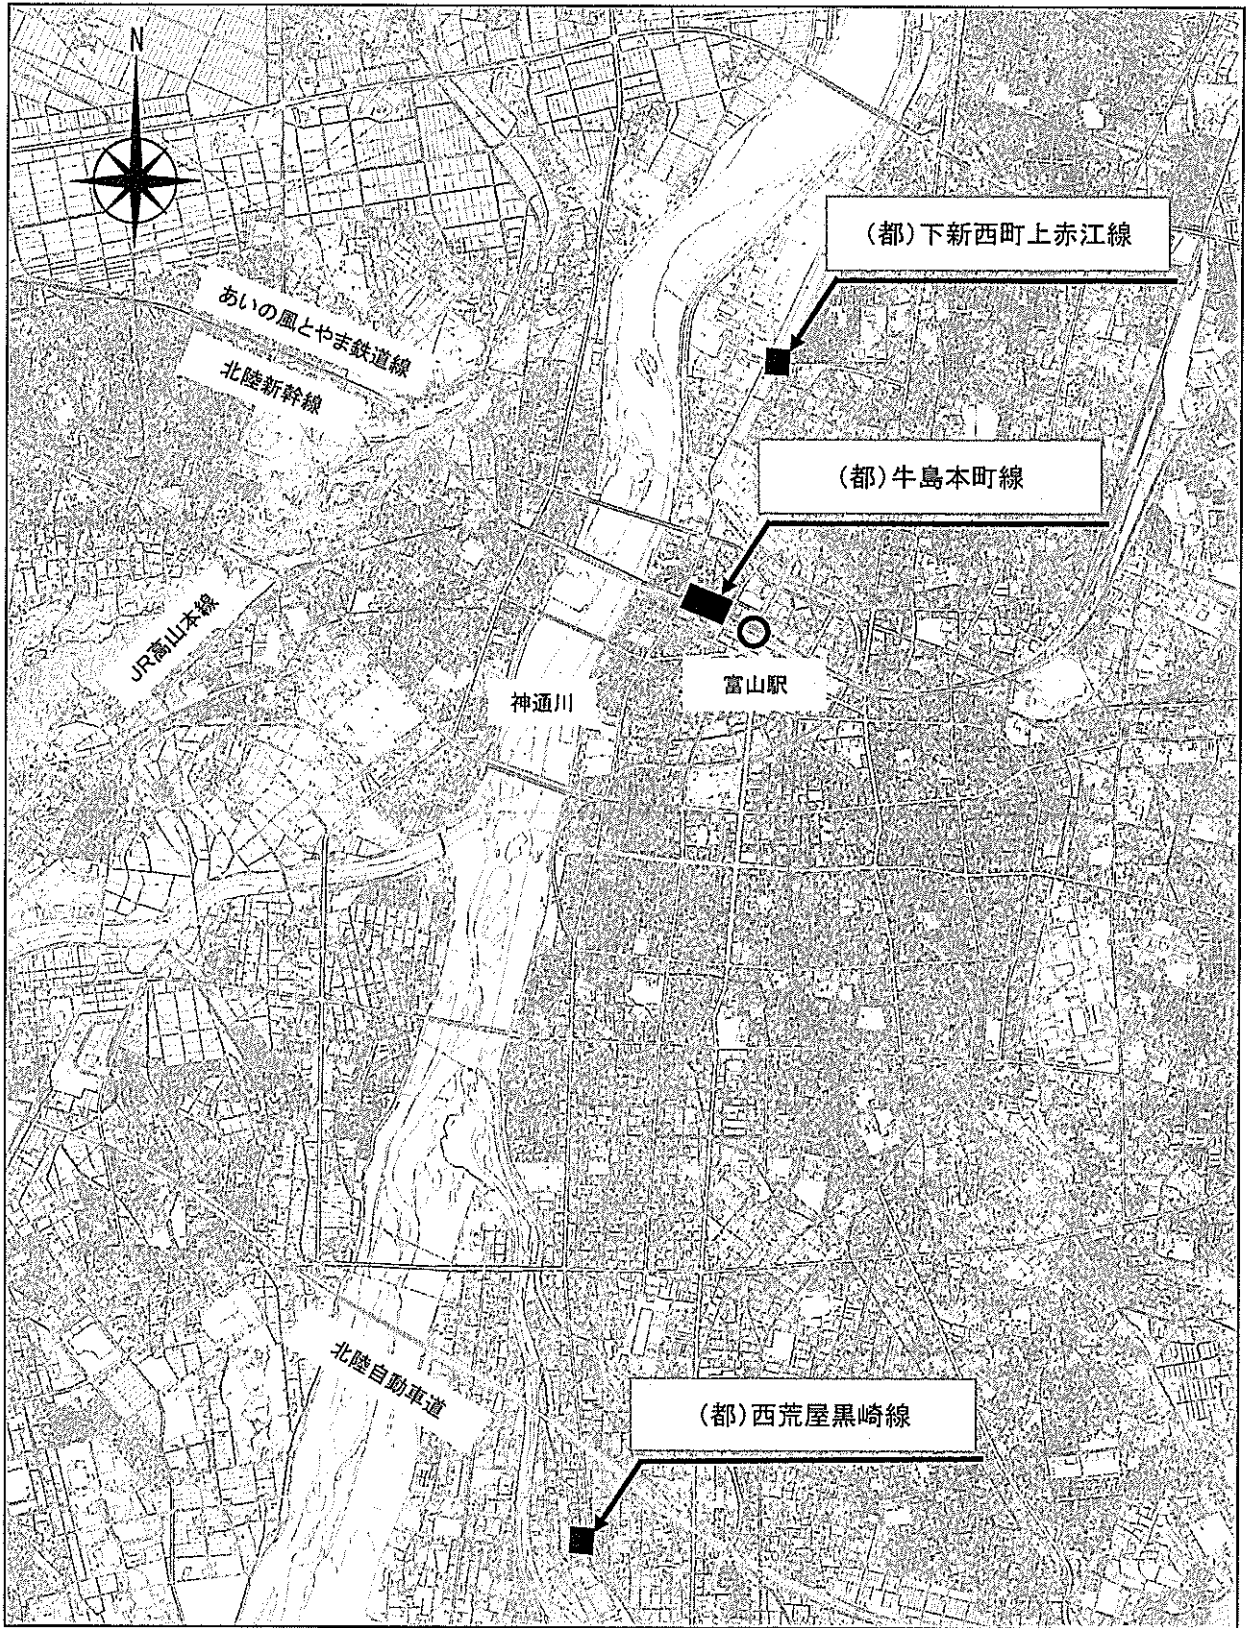 N
(都)下新西町上赤江線
あいの風とやま鉄道線
北陸新幹線
(都)牛島本町線
JR高山本線
神通川
富山駅
北陸自動車道
(都)西荒屋黒崎線